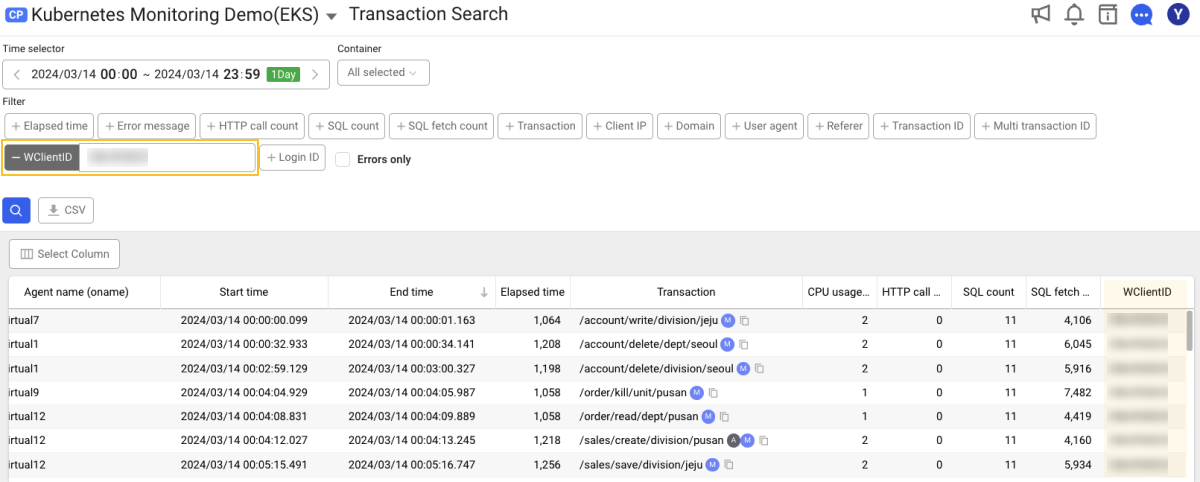 CP Kubernetes Monitoring Demo(EKS) Transaction Search Y
Time selector Container
2024/03/14 00:00 ~ 2024/03/14 23:59 1Day All selected
Filter
+ Elapsed time + Error message + HTTP call count + SQL count + SQL fetch count + Transaction + Client IP + Domain + User agent + Referer + Transaction ID + Multi transaction ID
− WClientID + Login ID Errors only
CSV
Select Column
Agent name (oname) Start time End time ↓ Elapsed time Transaction CPU usage... HTTP call ... SQL count SQL fetch ... WClientID
irtual7 2024/03/14 00:00:00.099 2024/03/14 00:00:01.163 1,064 /account/write/division/jeju M 2 0 11 4,106
irtual1 2024/03/14 00:00:32.933 2024/03/14 00:00:34.141 1,208 /account/delete/dept/seoul M 2 0 11 6,045
irtual1 2024/03/14 00:02:59.129 2024/03/14 00:03:00.327 1,198 /account/delete/division/seoul M 2 0 11 5,916
irtual9 2024/03/14 00:04:04.929 2024/03/14 00:04:05.987 1,058 /order/kill/unit/pusan M 1 0 11 7,482
irtual12 2024/03/14 00:04:08.831 2024/03/14 00:04:09.889 1,058 /order/read/dept/pusan M 1 0 11 4,419
irtual12 2024/03/14 00:04:12.027 2024/03/14 00:04:13.245 1,218 /sales/create/division/pusan A M 2 0 11 4,160
irtual12 2024/03/14 00:05:15.491 2024/03/14 00:05:16.747 1,256 /sales/save/division/jeju M 2 0 11 5,934